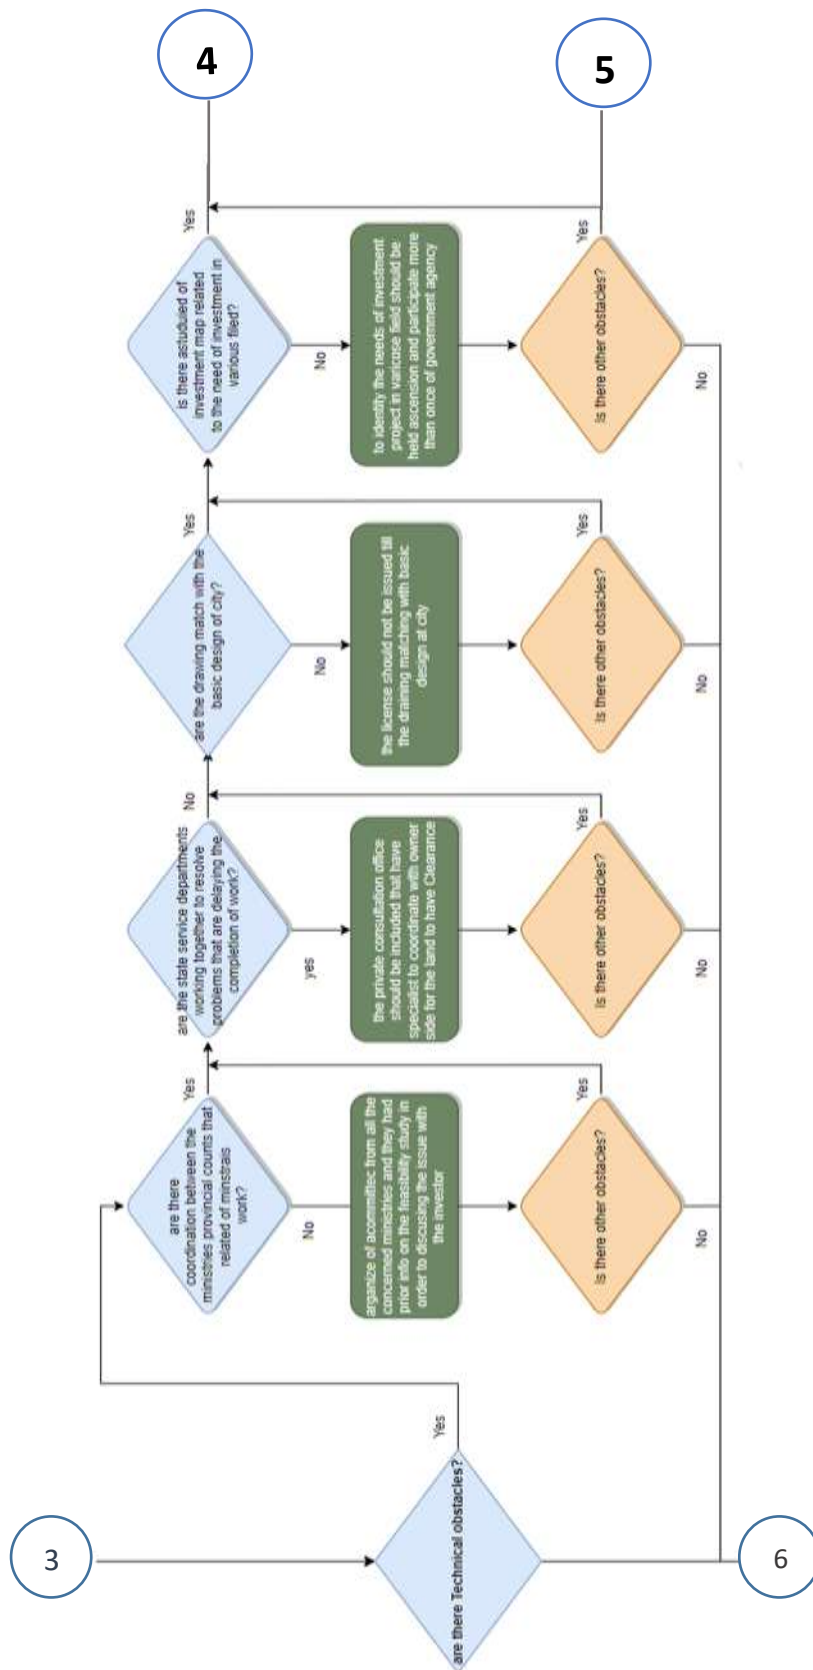 4
5
Yes
is there astuduied of
investment map related
to the need of investment in
various filed?
No
to identify the needs of investment
project in varicose field should be
held ascension and participate more
than once of government agency
Yes
Is there other obstacles?
No
Yes
are the drawing match with the
basic design of city?
No
the license should not be issued till
the draining matching with basic
design at city
Yes
Is there other obstacles?
No
No
are the state service departments
working together to resolve
problems that are delaying the
completion of work?
yes
the private consultation office
should be included that have
specialist to coordinate with owner
side for the land to have Clearance
Yes
Is there other obstacles?
No
Yes
are there
coordination between the
ministries provincial counts that
related of minstrais
work?
No
arganize of acommitted from all the
concerned ministries and they had
prior info on the feasibility study in
order to discusing the issue with
the investor
Yes
Is there other obstacles?
No
Yes
are there Technical obstacles?
3
6